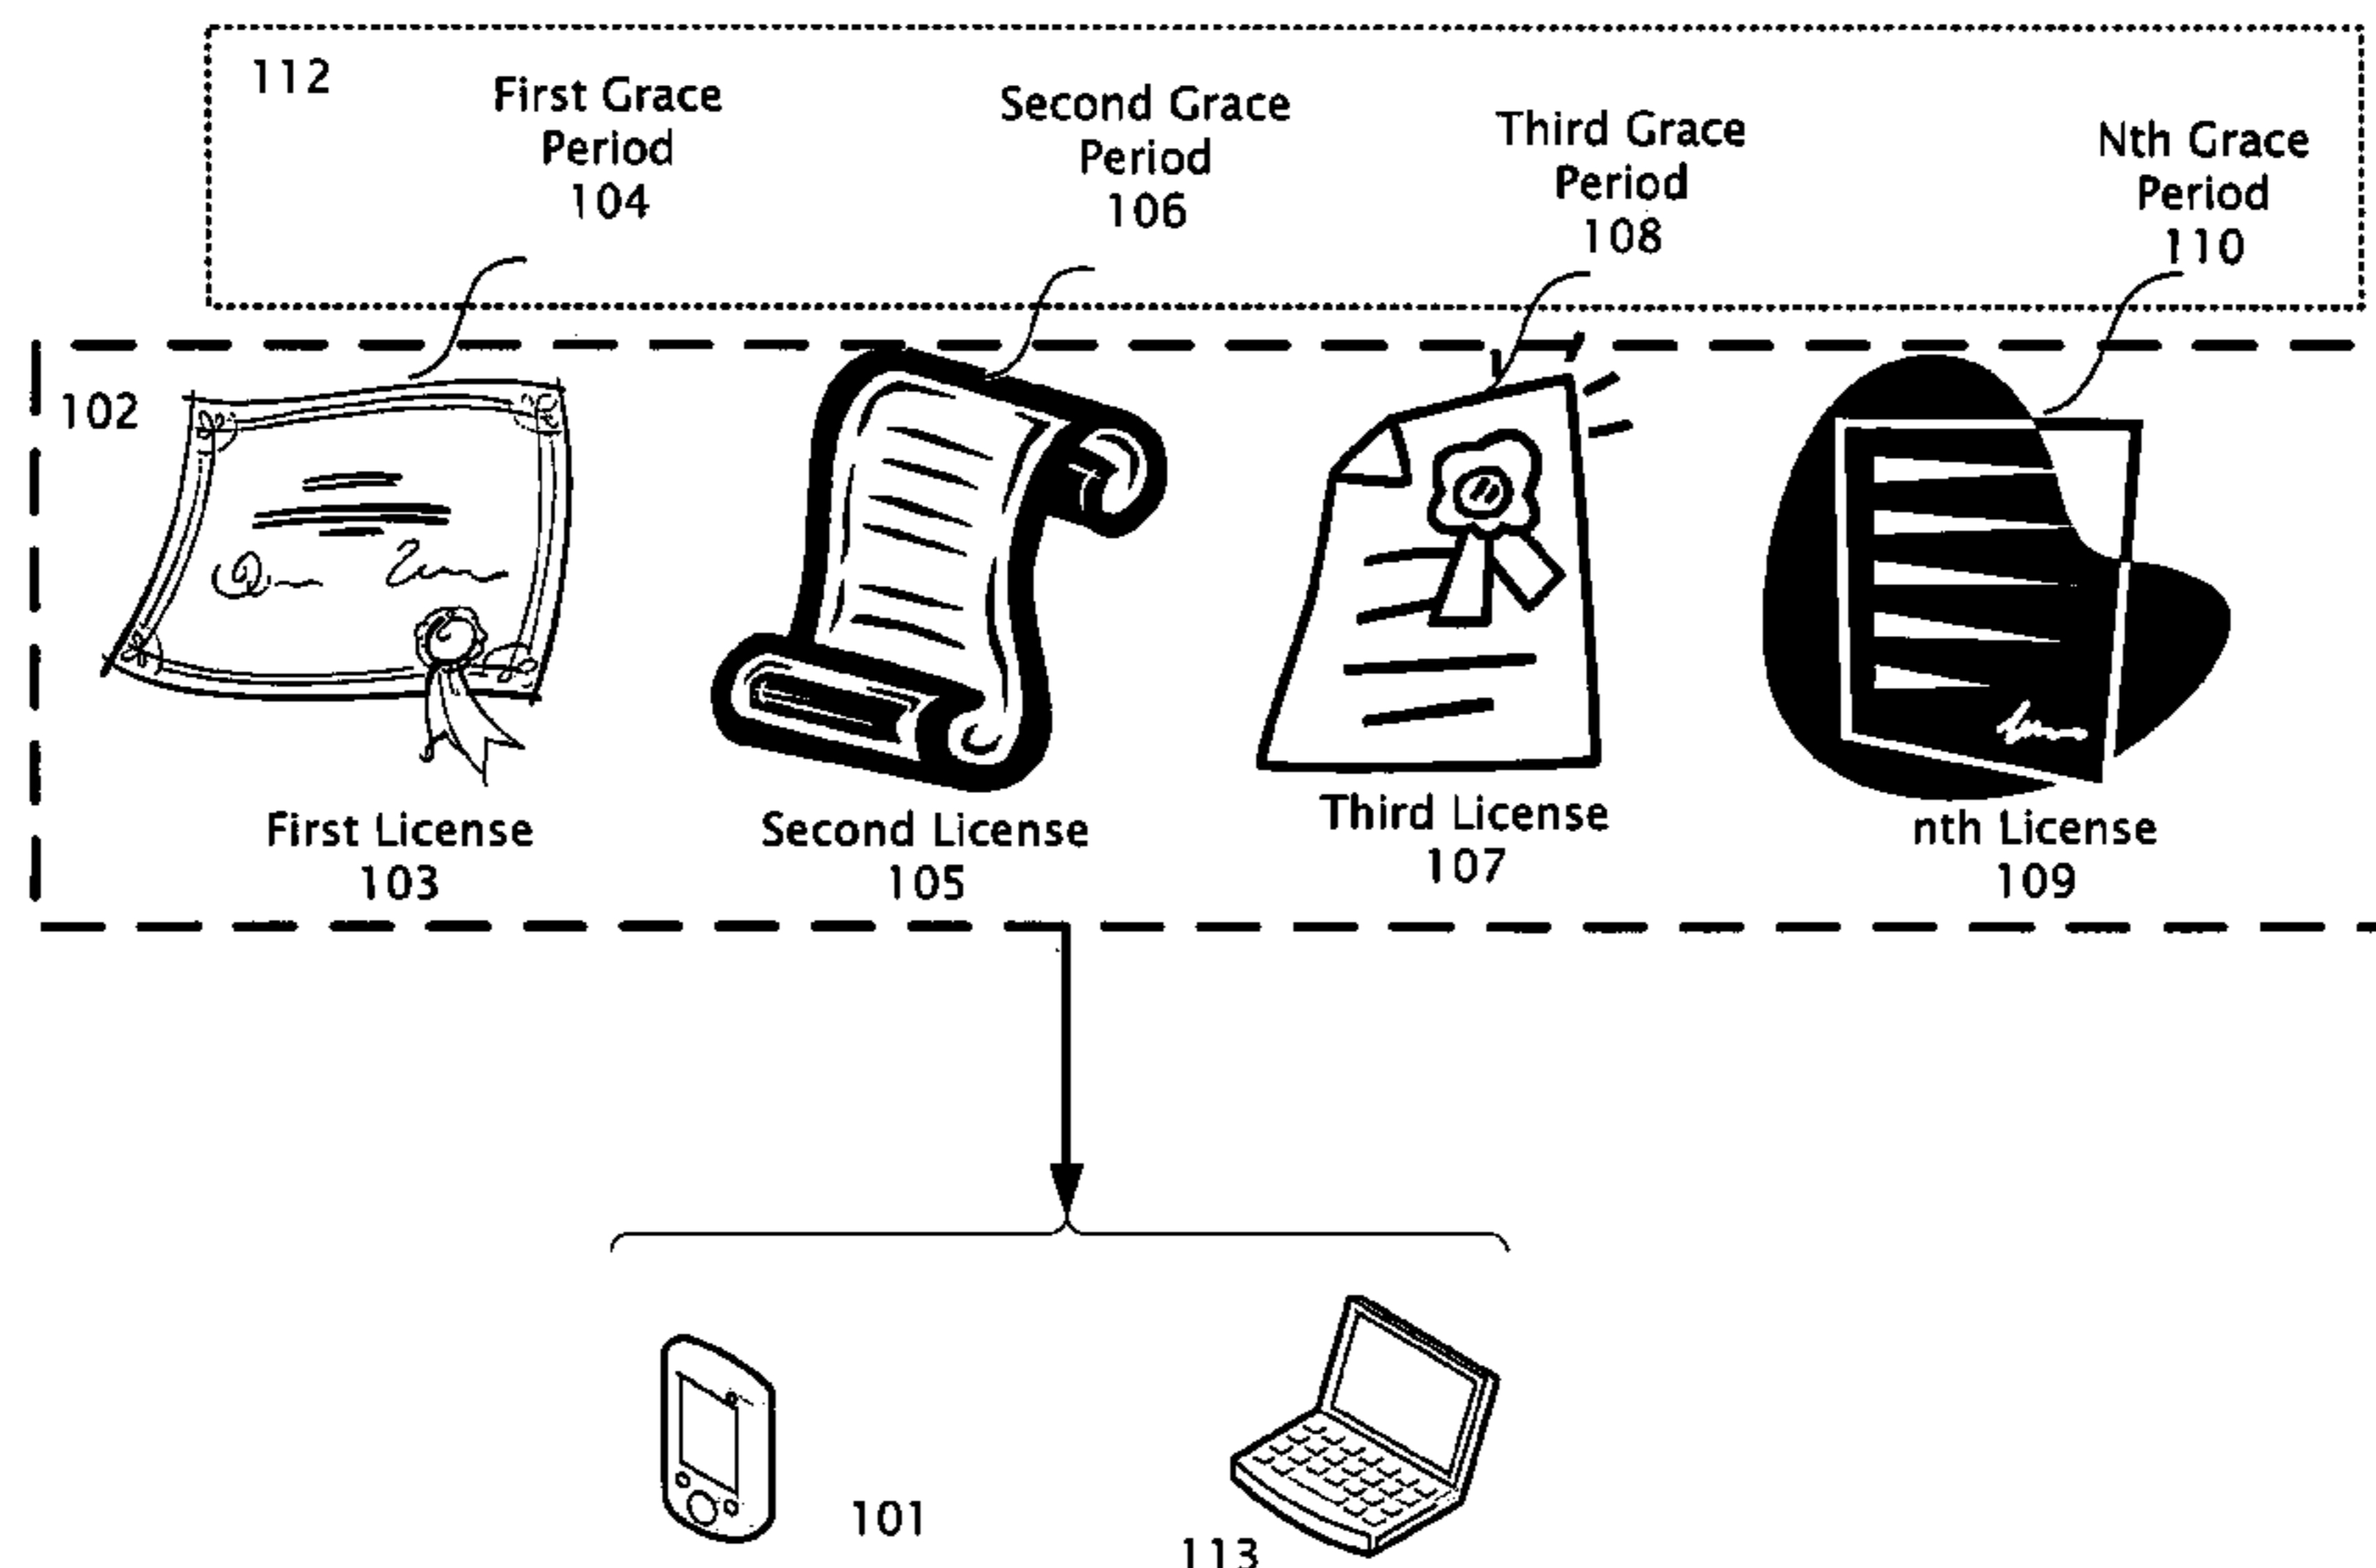 112
First Grace
Period
104
Second Grace
Period
106
Third Grace
Period
108
Nth Grace
Period
110
102
First License
103
Second License
105
Third License
107
nth License
109
101
113